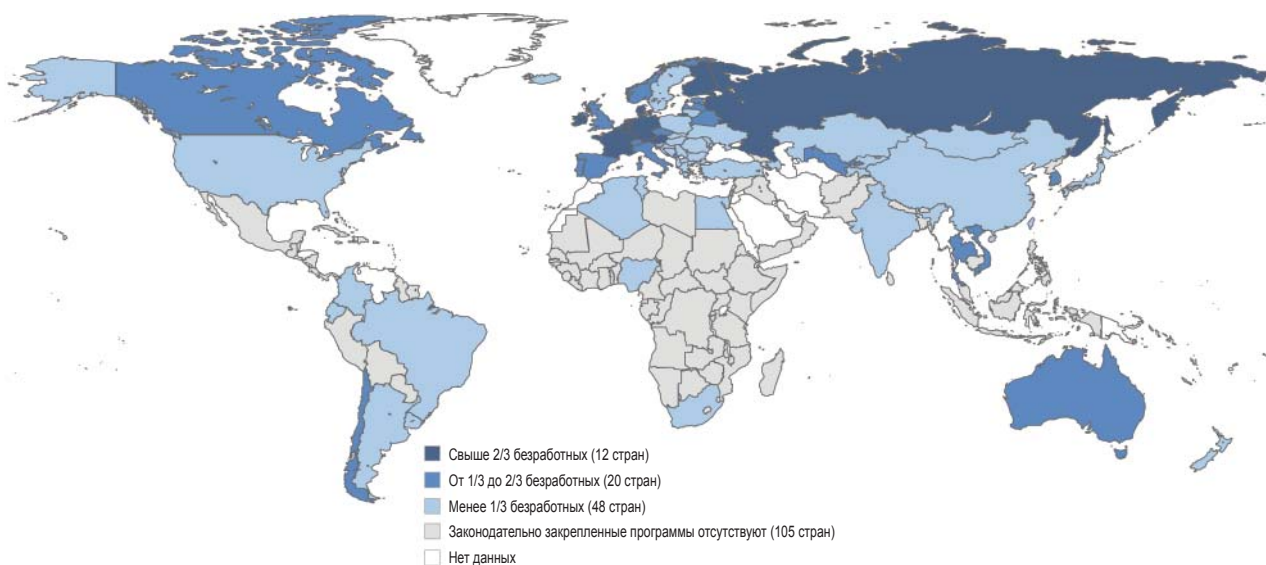 Свыше 2/3 безработных (12 стран)
От 1/3 до 2/3 безработных (20 стран)
Менее 1/3 безработных (48 стран)
Законодательно закрепленные программы отсутствуют (105 стран)
Нет данных